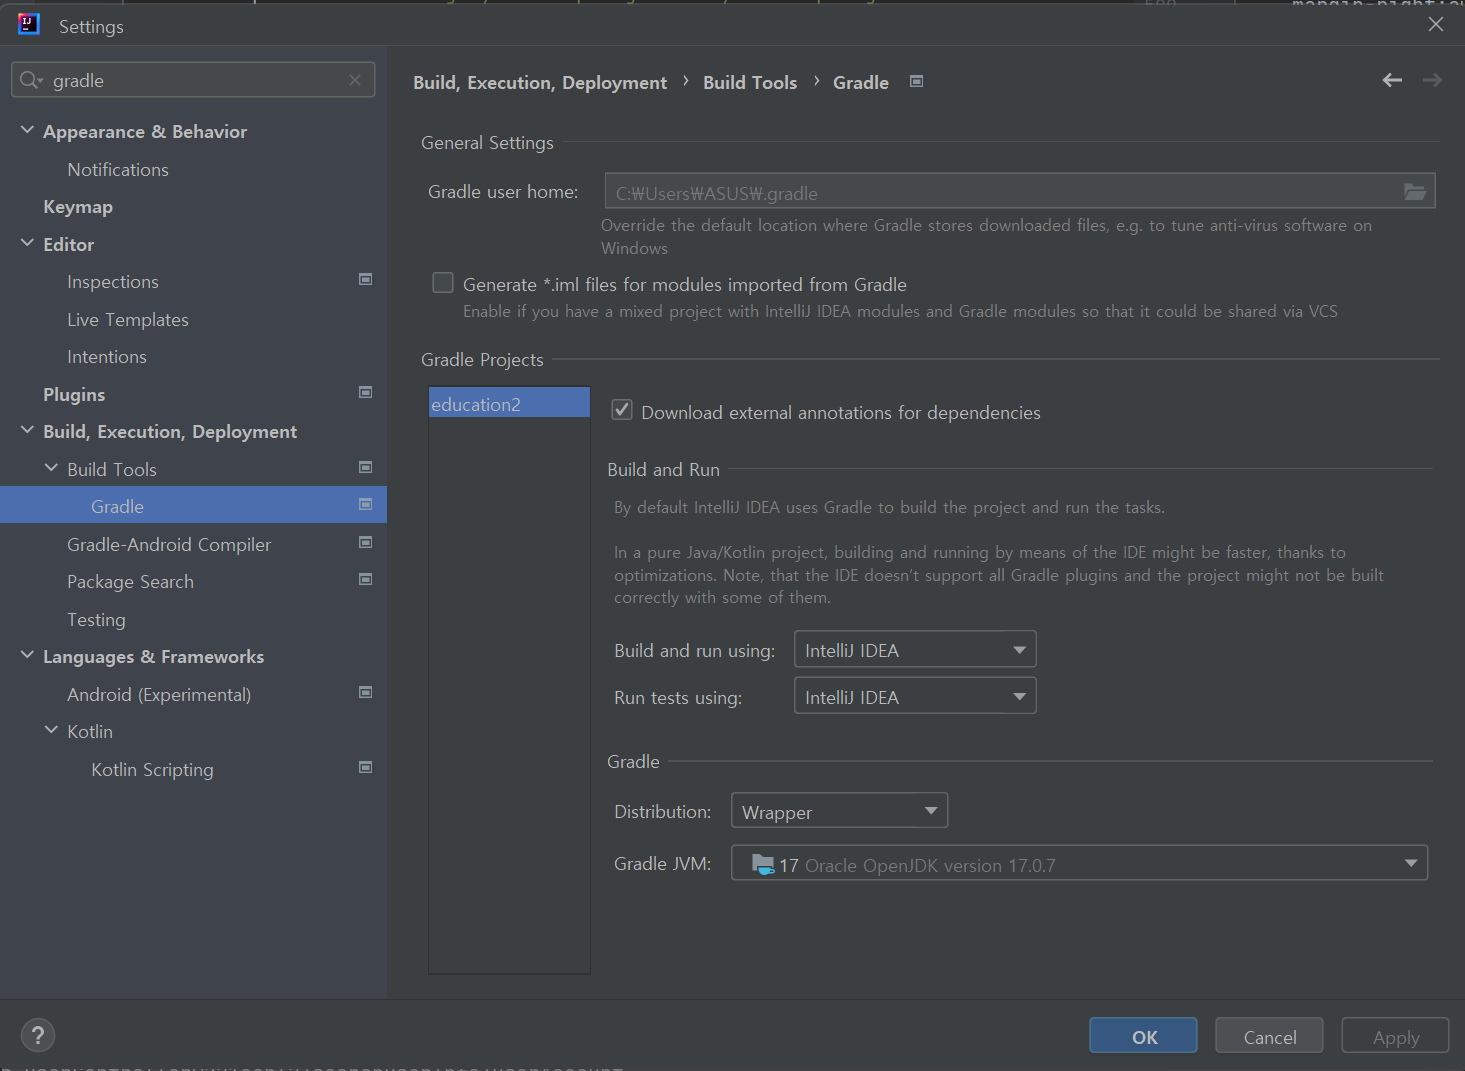 Settings
gradle
Appearance & Behavior
Notifications
Keymap
Editor
Inspections
Live Templates
Intentions
Plugins
Build, Execution, Deployment
Build Tools
Gradle
Gradle-Android Compiler
Package Search
Testing
Languages & Frameworks
Android (Experimental)
Kotlin
Kotlin Scripting
Build, Execution, Deployment › Build Tools › Gradle
General Settings
Gradle user home: C:₩Users₩ASUS₩.gradle
Override the default location where Gradle stores downloaded files, e.g. to tune anti-virus software on
Windows
Generate *.iml files for modules imported from Gradle
Enable if you have a mixed project with IntelliJ IDEA modules and Gradle modules so that it could be shared via VCS
Gradle Projects
education2
Download external annotations for dependencies
Build and Run
By default IntelliJ IDEA uses Gradle to build the project and run the tasks.
In a pure Java/Kotlin project, building and running by means of the IDE might be faster, thanks to
optimizations. Note, that the IDE doesn't support all Gradle plugins and the project might not be built
correctly with some of them.
Build and run using: IntelliJ IDEA
Run tests using: IntelliJ IDEA
Gradle
Distribution: Wrapper
Gradle JVM: 17 Oracle OpenJDK version 17.0.7
?
OK Cancel Apply